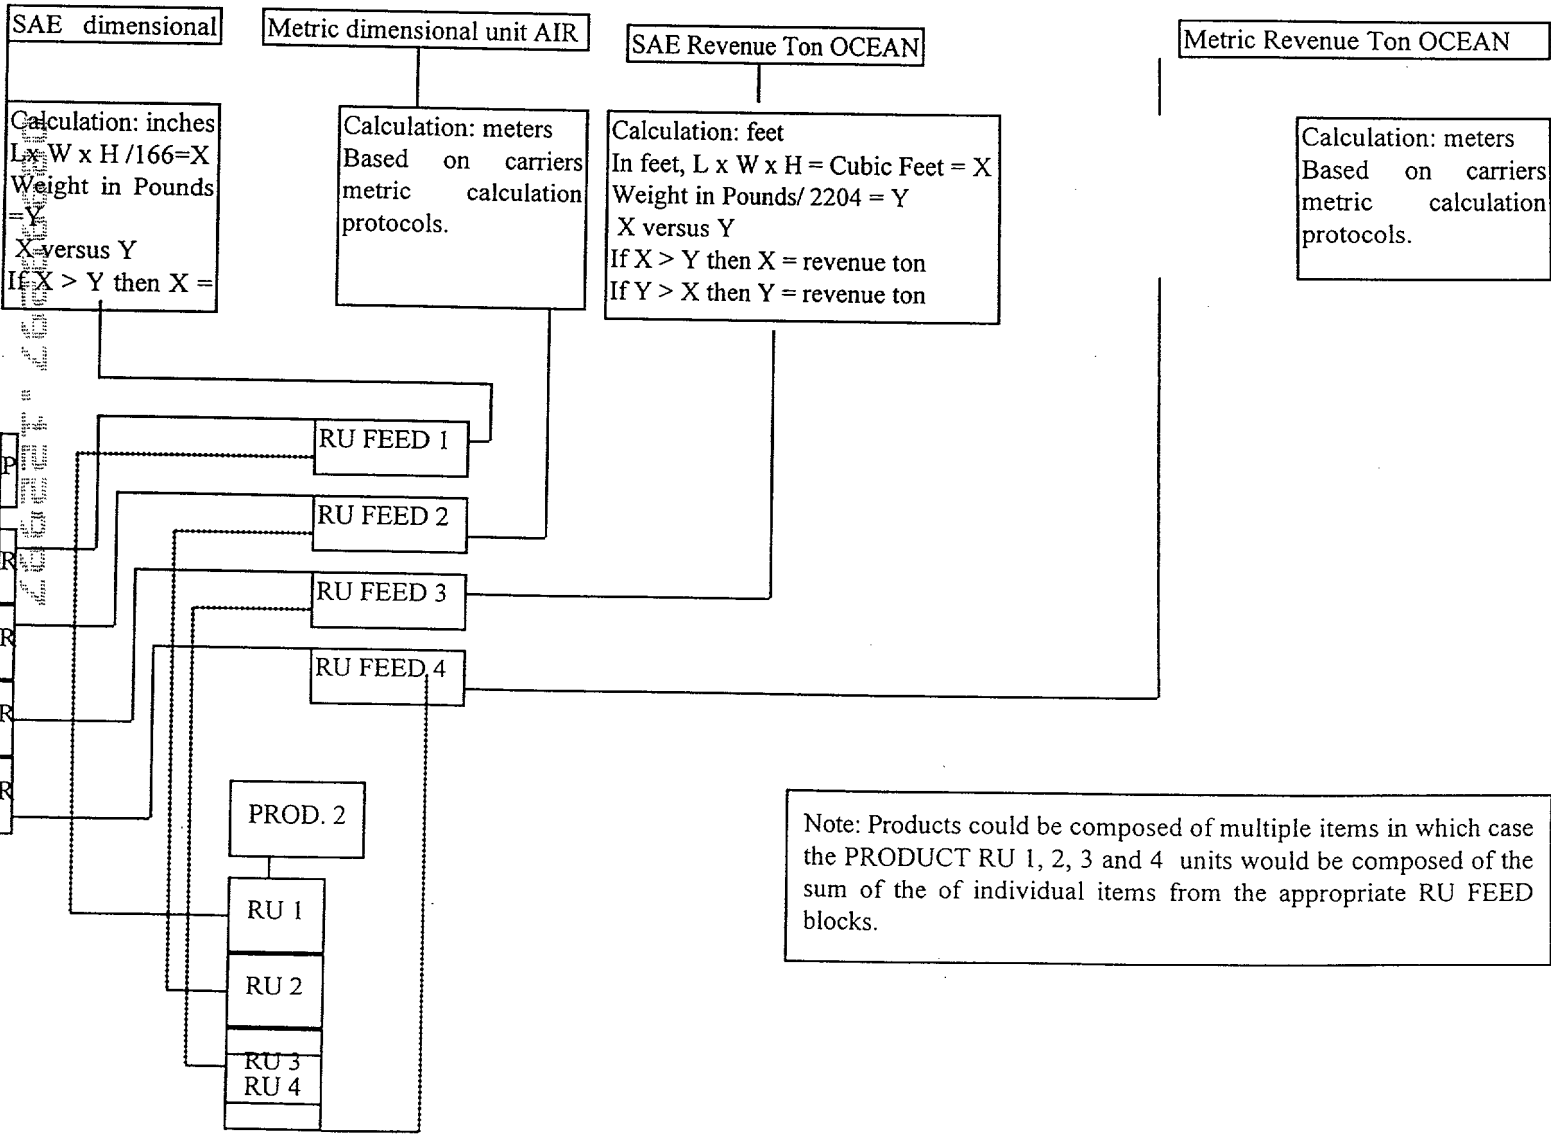 SAE dimensional
Metric dimensional unit AIR
SAE Revenue Ton OCEAN
Metric Revenue Ton OCEAN
Calculation: inches
L x W x H /166=X
Weight in Pounds
=Y
X versus Y
If X > Y then X =
Calculation: meters
Based on carriers
metric calculation
protocols.
Calculation: feet
In feet, L x W x H = Cubic Feet = X
Weight in Pounds/ 2204 = Y
X versus Y
If X > Y then X = revenue ton
If Y > X then Y = revenue ton
Calculation: meters
Based on carriers
metric calculation
protocols.
RU FEED 1
RU FEED 2
RU FEED 3
RU FEED 4
P
R
R
R
R
PROD. 2
RU 1
RU 2
RU 3
RU 4
Note: Products could be composed of multiple items in which case
the PRODUCT RU 1, 2, 3 and 4 units would be composed of the
sum of the of individual items from the appropriate RU FEED
blocks.